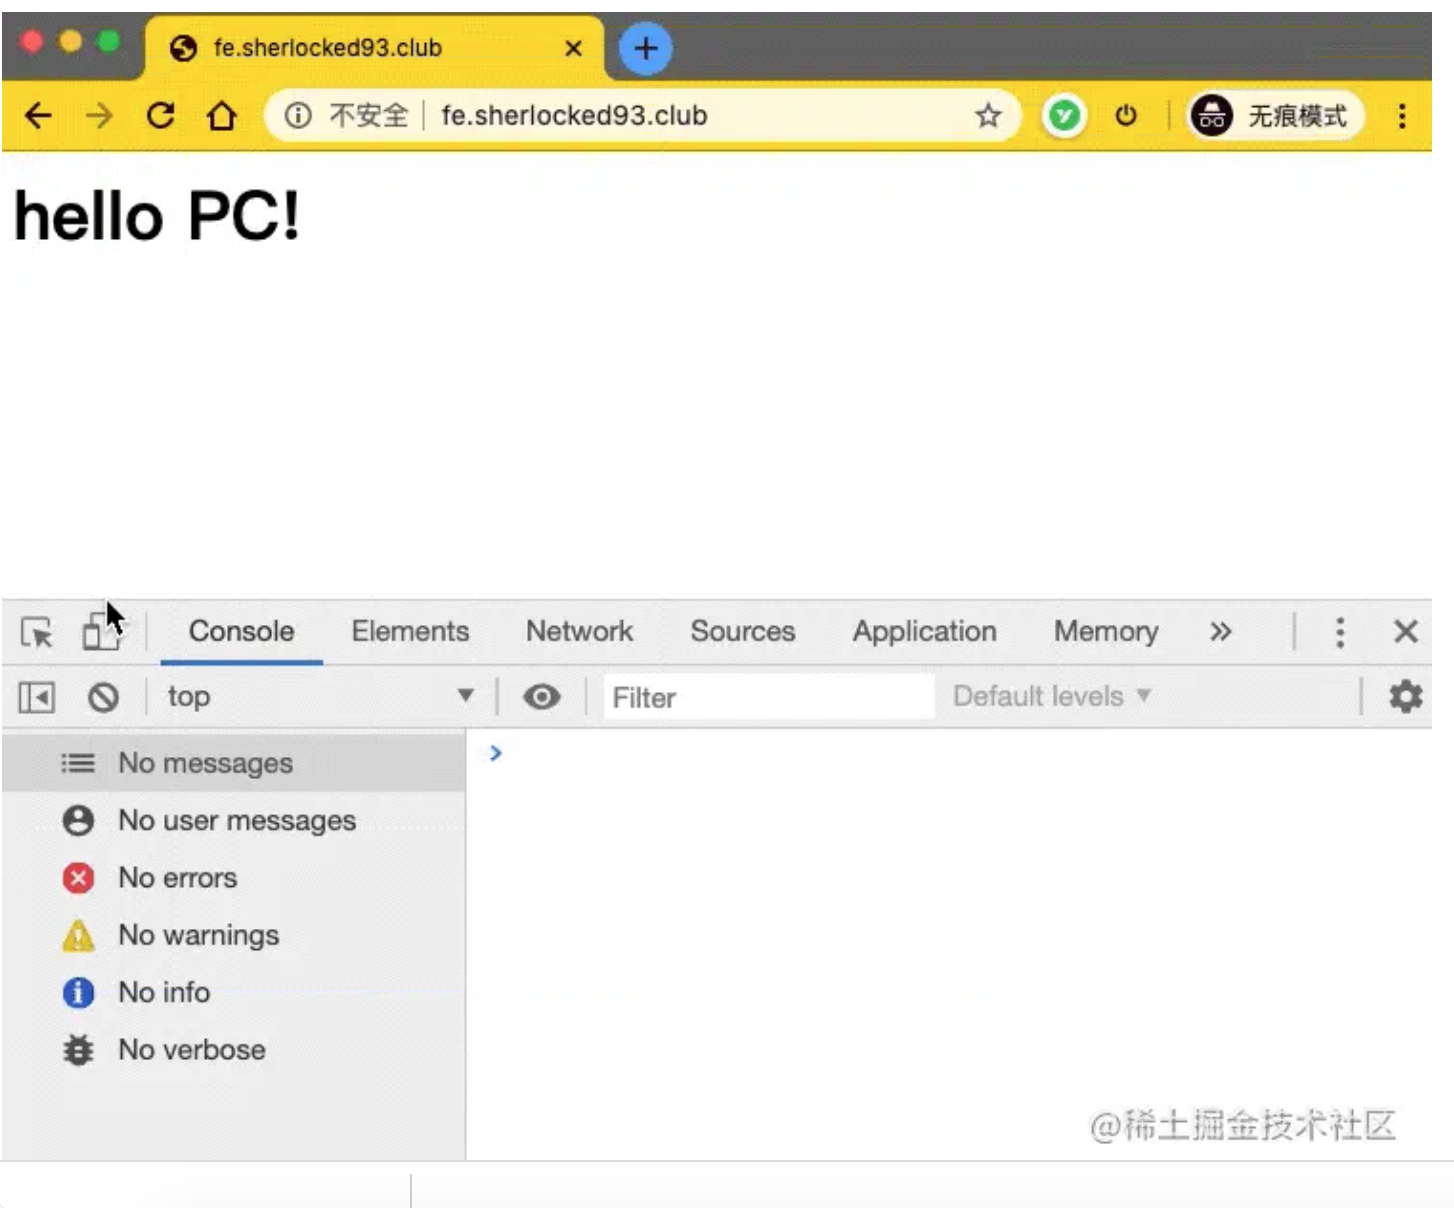 fe.sherlocked93.club
不安全 fe.sherlocked93.club 无痕模式
hello PC!
Console Elements Network Sources Application Memory
top Filter Default levels
No messages
No user messages
No errors
No warnings
No info
No verbose
@稀土掘金技术社区